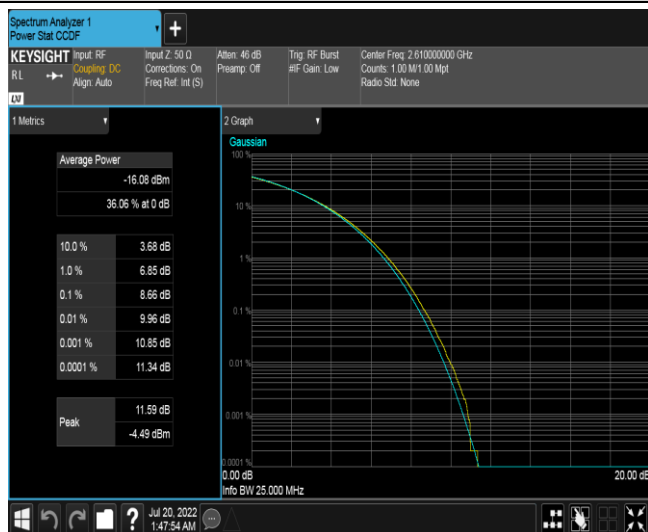 Spectrum Analyzer 1
Power Stat CCDF
+
KEYSIGHT
RL
LXI
Input: RF
Coupling: DC
Align: Auto
Input Z: 50 Ω
Corrections: On
Freq Ref: Int (S)
Atten: 46 dB
Preamp: Off
Trig: RF Burst
#IF Gain: Low
Center Freq: 2.610000000 GHz
Counts: 1.00 M/1.00 Mpt
Radio Std: None
1 Metrics
Average Power
-16.08 dBm
36.06 % at 0 dB
10.0 % 3.68 dB
1.0 % 6.85 dB
0.1 % 8.66 dB
0.01 % 9.96 dB
0.001 % 10.85 dB
0.0001 % 11.34 dB
Peak
11.59 dB
-4.49 dBm
2 Graph
Gaussian
100 %
10 %
1 %
0.1 %
0.01 %
0.001 %
0.0001 %
0.00 dB
20.00 dB
Info BW 25.000 MHz
?
Jul 20, 2022
1:47:54 AM